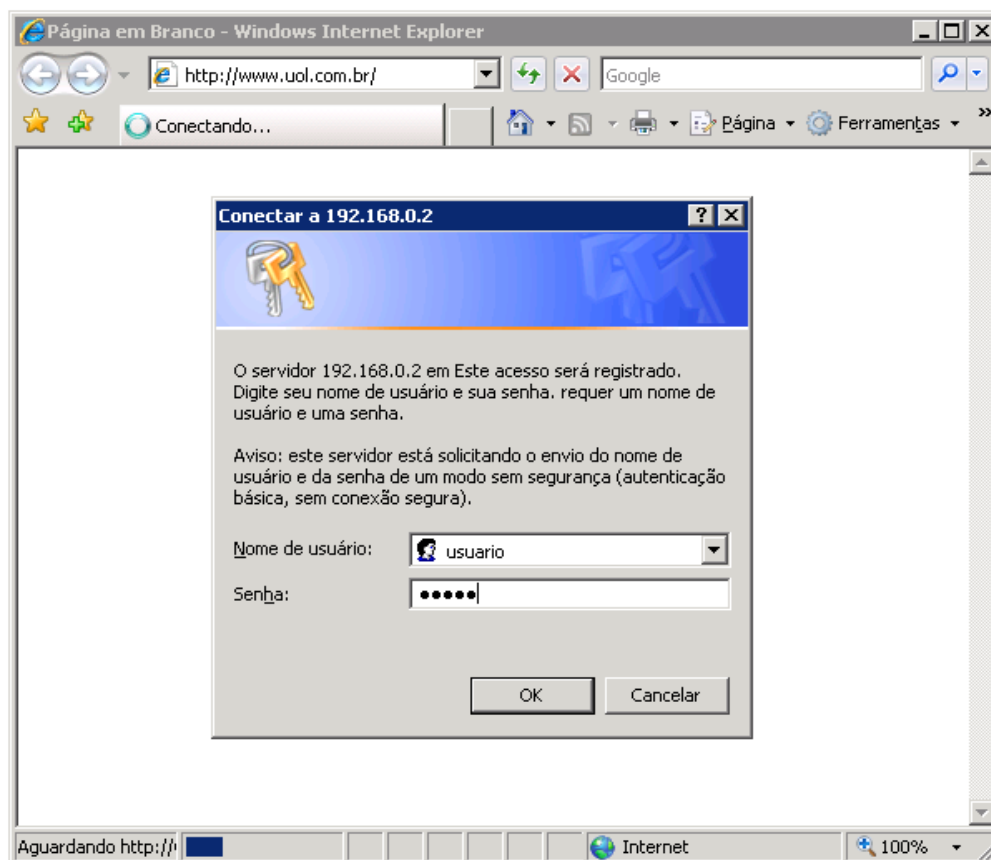 Página em Branco - Windows Internet Explorer
http://www.uol.com.br/
Google
Conectando...
Página
Ferramentas
»
Conectar a 192.168.0.2
O servidor 192.168.0.2 em Este acesso será registrado.
Digite seu nome de usuário e sua senha. requer um nome de
usuário e uma senha.
Aviso: este servidor está solicitando o envio do nome de
usuário e da senha de um modo sem segurança (autenticação
básica, sem conexão segura).
Nome de usuário:
usuario
Senha:
•••••
OK
Cancelar
Aguardando http://
Internet
100%